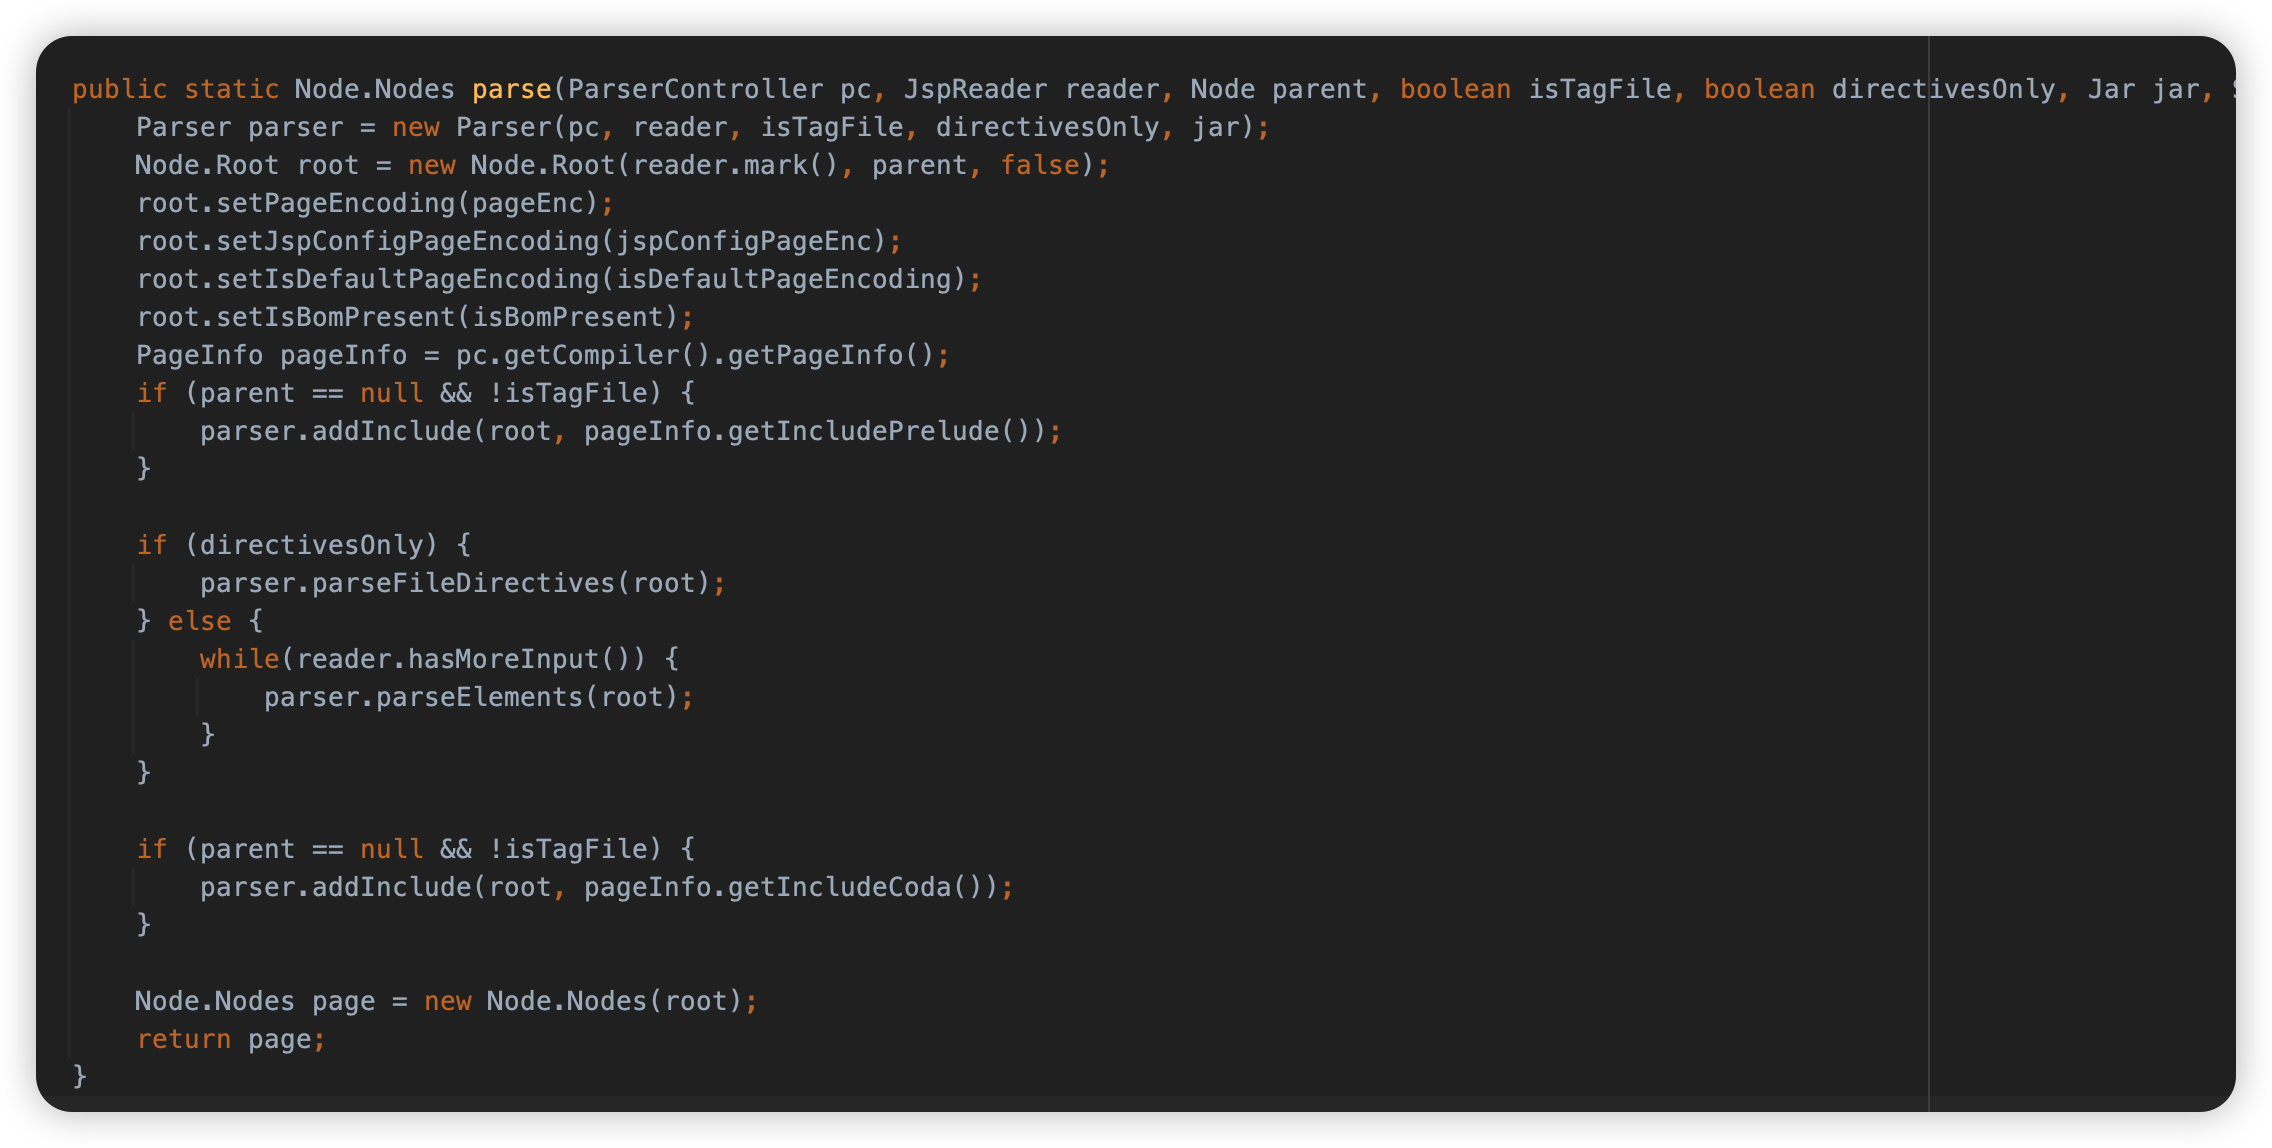 public static Node.Nodes parse(ParserController pc, JspReader reader, Node parent, boolean isTagFile, boolean directivesOnly, Jar jar,
    Parser parser = new Parser(pc, reader, isTagFile, directivesOnly, jar);
    Node.Root root = new Node.Root(reader.mark(), parent, false);
    root.setPageEncoding(pageEnc);
    root.setJspConfigPageEncoding(jspConfigPageEnc);
    root.setIsDefaultPageEncoding(isDefaultPageEncoding);
    root.setIsBomPresent(isBomPresent);
    PageInfo pageInfo = pc.getCompiler().getPageInfo();
    if (parent == null && !isTagFile) {
        parser.addInclude(root, pageInfo.getIncludePrelude());
    }

    if (directivesOnly) {
        parser.parseFileDirectives(root);
    } else {
        while(reader.hasMoreInput()) {
            parser.parseElements(root);
        }
    }

    if (parent == null && !isTagFile) {
        parser.addInclude(root, pageInfo.getIncludeCoda());
    }

    Node.Nodes page = new Node.Nodes(root);
    return page;
}